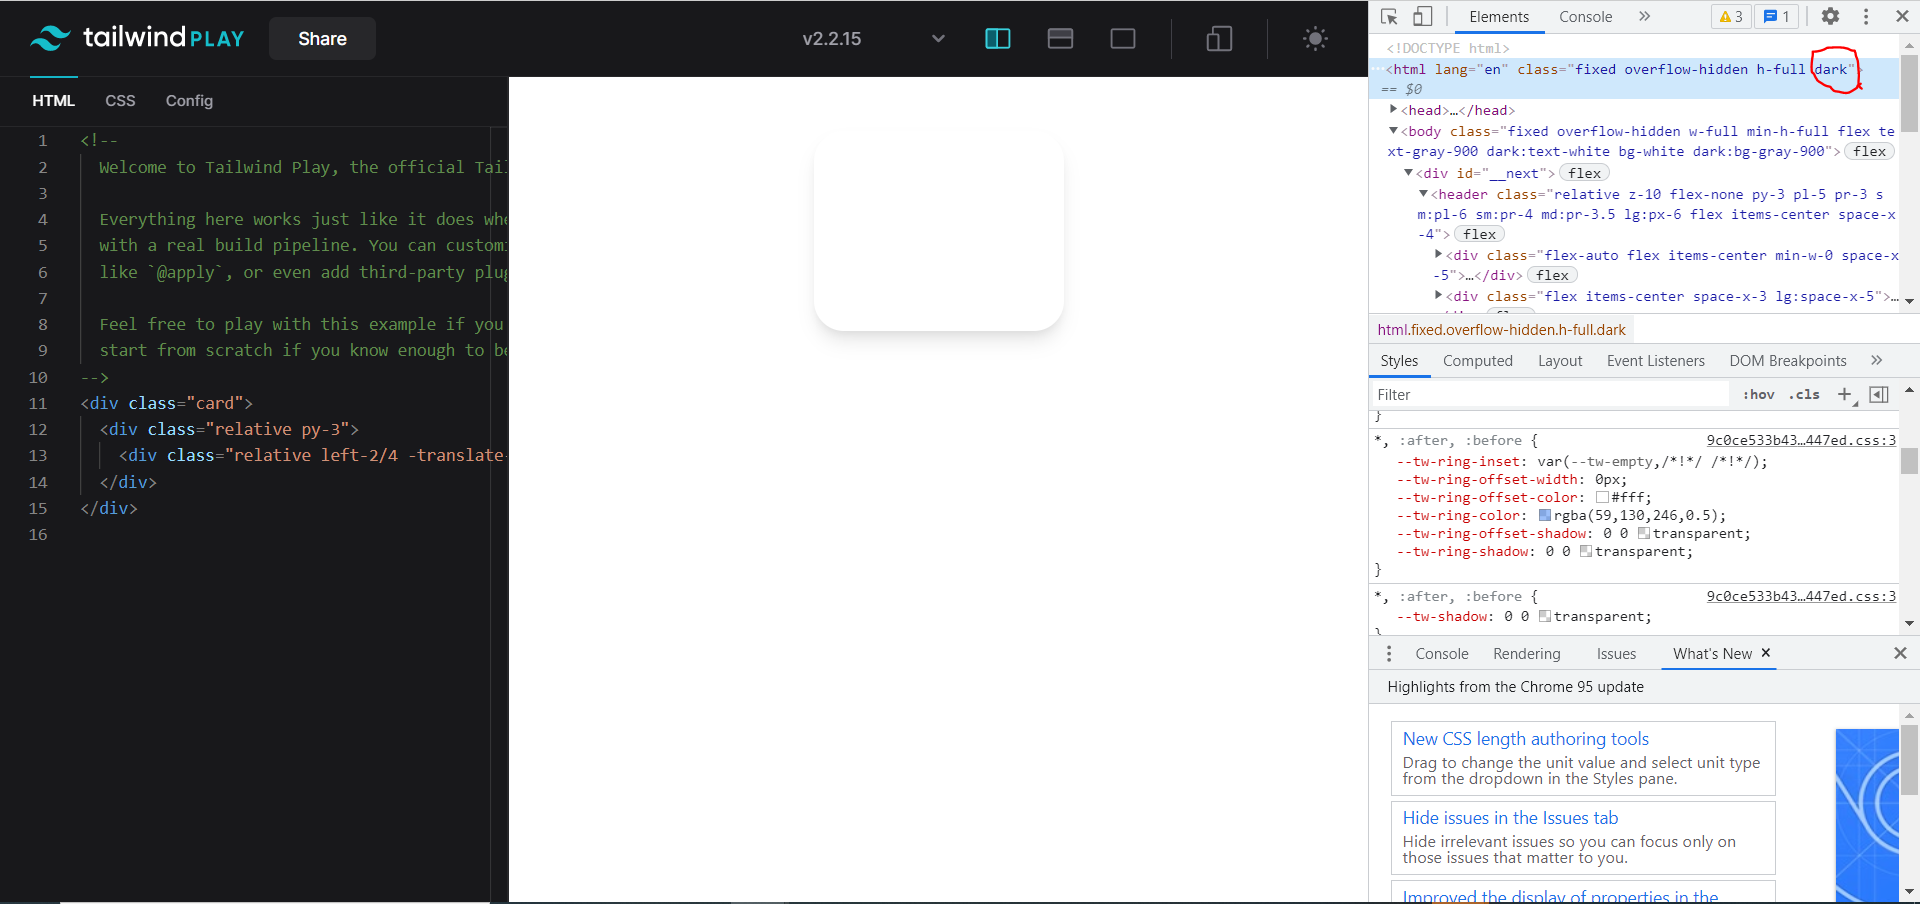 tailwind PLAY
Share
v2.2.15
HTML CSS Config
1 <!--
2 Welcome to Tailwind Play, the official Tai
3
4 Everything here works just like it does whe
5 with a real build pipeline. You can customi
6 like `@apply`, or even add third-party plug
7
8 Feel free to play with this example if you
9 start from scratch if you know enough to be
10 -->
11 <div class="card">
12 <div class="relative py-3">
13 <div class="relative left-2/4 -translate-
14 </div>
15 </div>
16
Elements Console » 3 1
<!DOCTYPE html>
<html lang="en" class="fixed overflow-hidden h-full dark">
== $0
<head>…</head>
<body class="fixed overflow-hidden w-full min-h-full flex te
xt-gray-900 dark:text-white bg-white dark:bg-gray-900"> flex
<div id="__next"> flex
<header class="relative z-10 flex-none py-3 pl-5 pr-3 s
m:pl-6 sm:pr-4 md:pr-3.5 lg:px-6 flex items-center space-x
-4"> flex
<div class="flex-auto flex items-center min-w-0 space-x
-5">…</div> flex
<div class="flex items-center space-x-3 lg:space-x-5">…
html.fixed.overflow-hidden.h-full.dark
Styles Computed Layout Event Listeners DOM Breakpoints »
Filter :hov .cls +
}
*, :after, :before { 9c0ce533b43…447ed.css:3
--tw-ring-inset: var(--tw-empty,/*!*/ /*!*/);
--tw-ring-offset-width: 0px;
--tw-ring-offset-color: #fff;
--tw-ring-color: rgba(59,130,246,0.5);
--tw-ring-offset-shadow: 0 0 transparent;
--tw-ring-shadow: 0 0 transparent;
}
*, :after, :before { 9c0ce533b43…447ed.css:3
--tw-shadow: 0 0 transparent;
}
Console Rendering Issues What's New ×
Highlights from the Chrome 95 update
New CSS length authoring tools
Drag to change the unit value and select unit type
from the dropdown in the Styles pane.
Hide issues in the Issues tab
Hide irrelevant issues so you can focus only on
those issues that matter to you.
Improved the display of properties in the